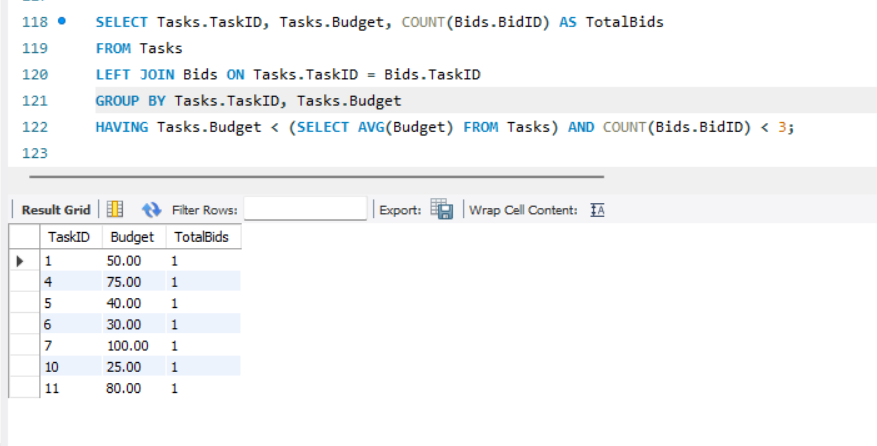 118 SELECT Tasks.TaskID, Tasks.Budget, COUNT(Bids.BidID) AS TotalBids
119 FROM Tasks
120 LEFT JOIN Bids ON Tasks.TaskID = Bids.TaskID
121 GROUP BY Tasks.TaskID, Tasks.Budget
122 HAVING Tasks.Budget < (SELECT AVG(Budget) FROM Tasks) AND COUNT(Bids.BidID) < 3;
123
Result Grid Filter Rows: Export: Wrap Cell Content: IA
TaskID Budget TotalBids
1 50.00 1
4 75.00 1
5 40.00 1
6 30.00 1
7 100.00 1
10 25.00 1
11 80.00 1